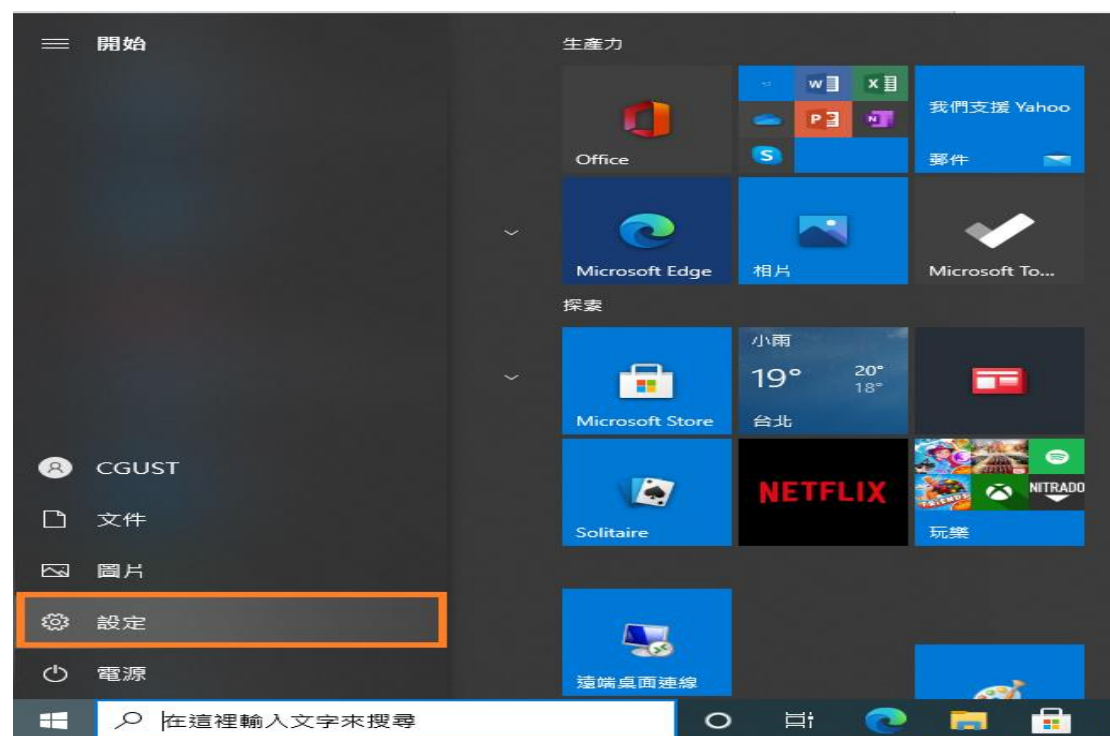 開始
CGUST
文件
圖片
設定
電源
生產力
Office
我們支援 Yahoo
郵件
Microsoft Edge
相片
Microsoft To...
探索
Microsoft Store
小雨
19°
20°
18°
台北
Solitaire
NETFLIX
NITRADO
玩樂
遠端桌面連線
在這裡輸入文字來搜尋